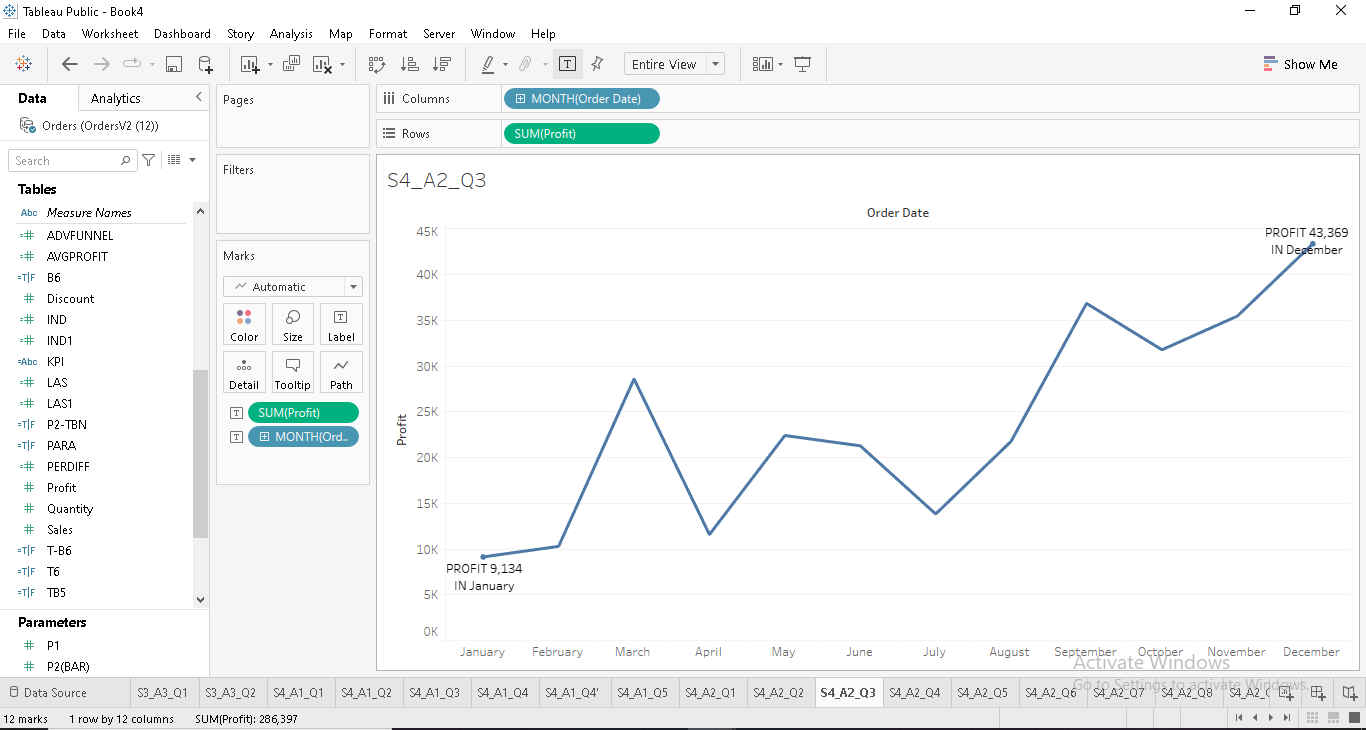 Tableau Public - Book4
File Data Worksheet Dashboard Story Analysis Map Format Server Window Help
Entire View
Show Me
Data Analytics
Orders (OrdersV2 (12))
Search
Tables
Abc Measure Names
ADVFUNNEL
AVGPROFIT
=T|F B6
Discount
IND
IND1
=Abc KPI
LAS
LAS1
=T|F P2-TBN
=T|F PARA
PERDIFF
Profit
Quantity
Sales
=T|F T-B6
=T|F T6
=T|F TB5
Parameters
P1
P2(BAR)
Pages
Filters
Marks
Automatic
Color Size Label
Detail Tooltip Path
SUM(Profit)
MONTH(Ord..
Columns MONTH(Order Date)
Rows SUM(Profit)
S4_A2_Q3
Order Date
45K
40K
35K
30K
25K
20K
15K
10K
5K
0K
Profit
PROFIT 43,369
IN December
PROFIT 9,134
IN January
January February March April May June July August September October November December
Activate Windows
Go to Settings to activate Windows.
Data Source S3_A3_Q1 S3_A3_Q2 S4_A1_Q1 S4_A1_Q2 S4_A1_Q3 S4_A1_Q4 S4_A1_Q4' S4_A1_Q5 S4_A2_Q1 S4_A2_Q2 S4_A2_Q3 S4_A2_Q4 S4_A2_Q5 S4_A2_Q6 S4_A2_Q7 S4_A2_Q8 S4_A2_
12 marks 1 row by 12 columns SUM(Profit): 286,397